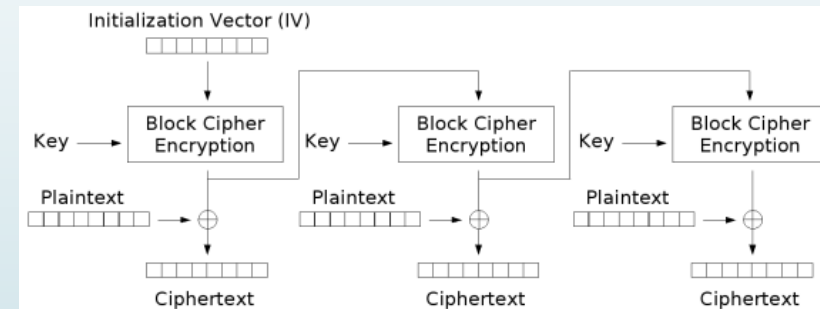 Initialization Vector (IV)
Key
Block Cipher
Encryption
Key
Block Cipher
Encryption
Key
Block Cipher
Encryption
Plaintext
Plaintext
Plaintext
Ciphertext
Ciphertext
Ciphertext